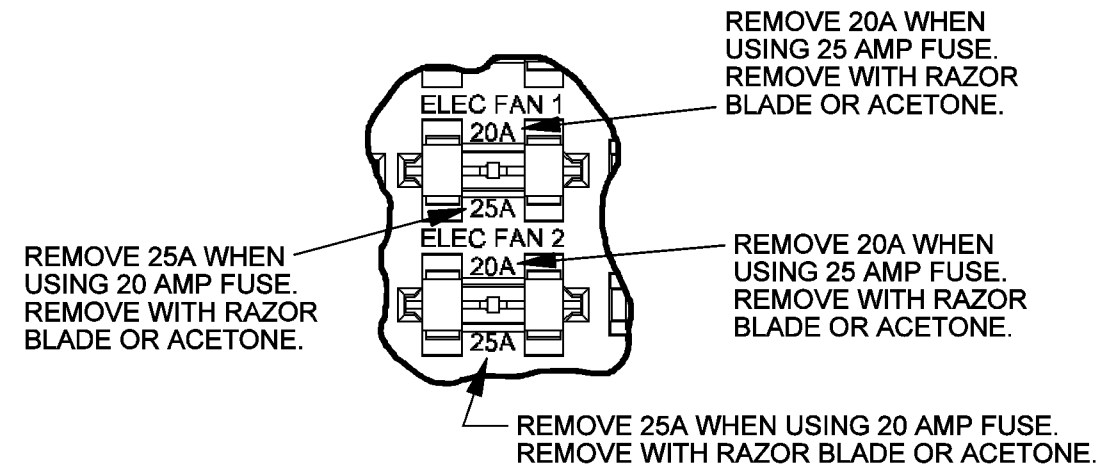 REMOVE 20A WHEN
USING 25 AMP FUSE.
REMOVE WITH RAZOR
BLADE OR ACETONE.
ELEC FAN 1
20A
25A
ELEC FAN 2
20A
25A
REMOVE 25A WHEN
USING 20 AMP FUSE.
REMOVE WITH RAZOR
BLADE OR ACETONE.
REMOVE 20A WHEN
USING 25 AMP FUSE.
REMOVE WITH RAZOR
BLADE OR ACETONE.
REMOVE 25A WHEN USING 20 AMP FUSE.
REMOVE WITH RAZOR BLADE OR ACETONE.